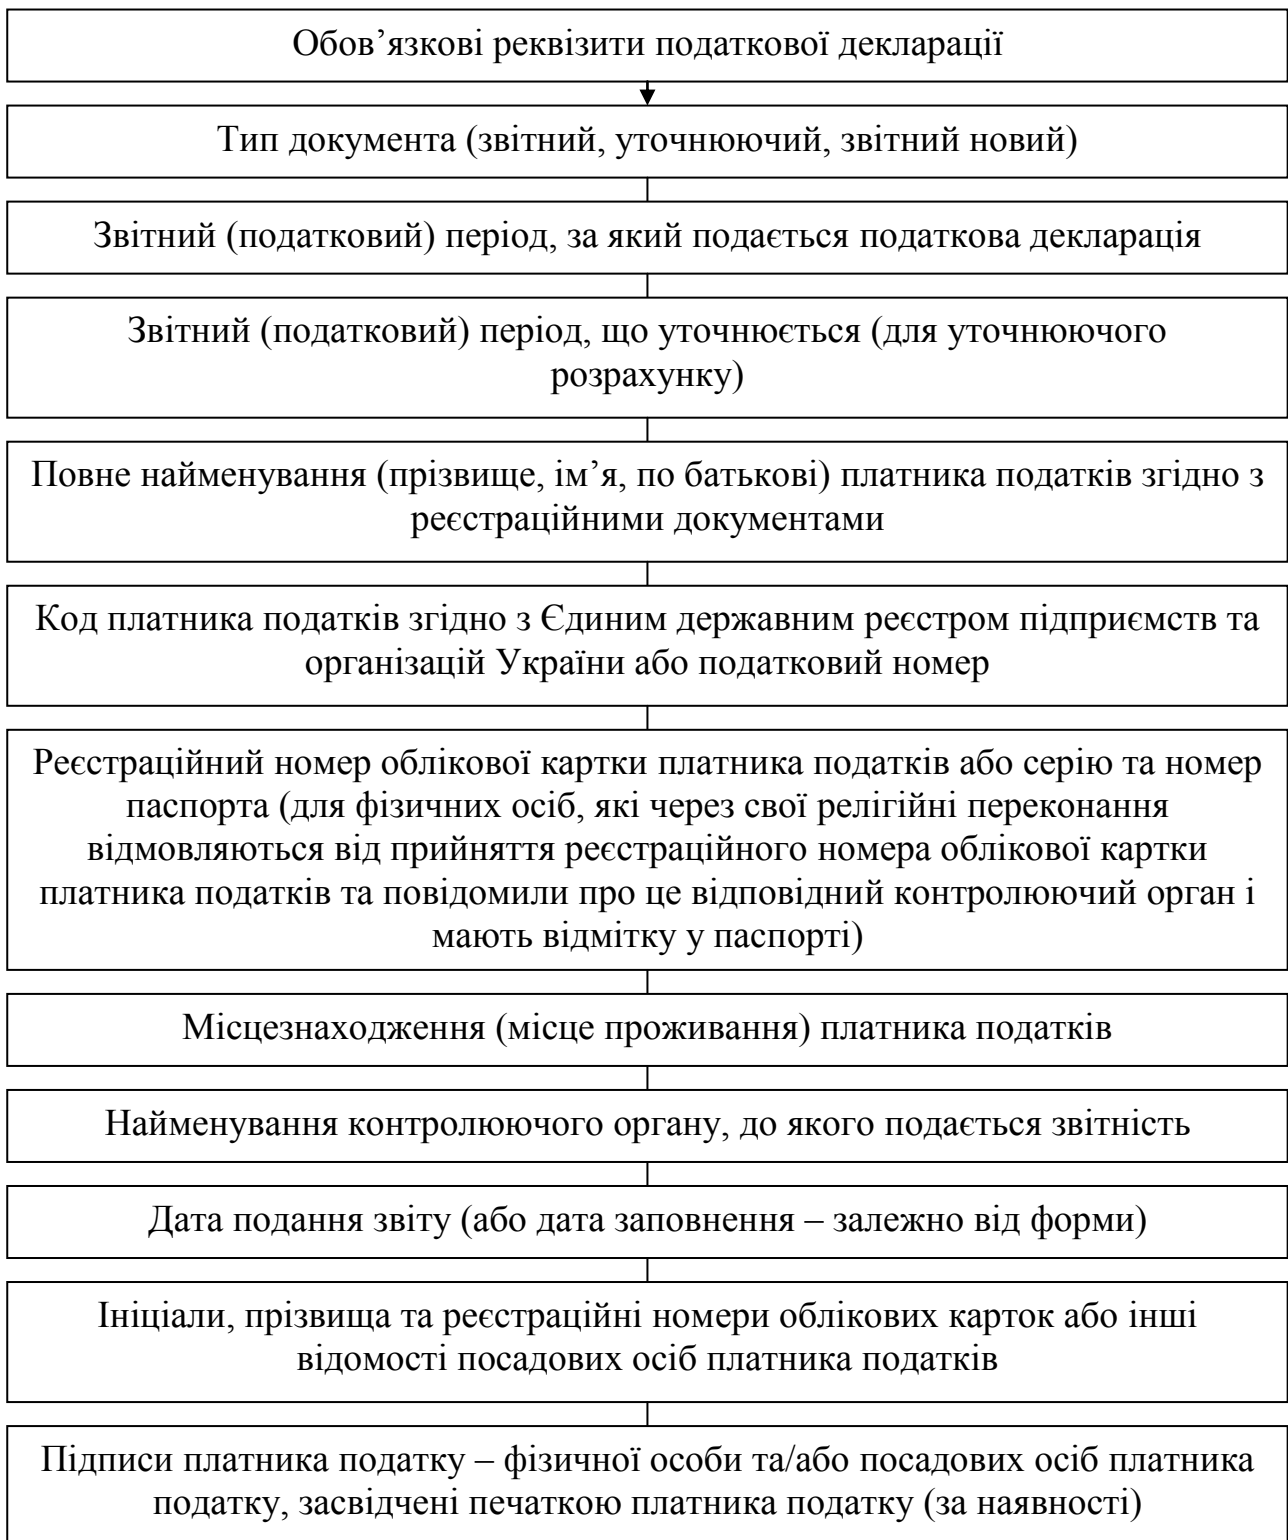 Обов’язкові реквізити податкової декларації
Тип документа (звітний, уточнюючий, звітний новий)
Звітний (податковий) період, за який подається податкова декларація
Звітний (податковий) період, що уточнюється (для уточнюючого
розрахунку)
Повне найменування (прізвище, ім’я, по батькові) платника податків згідно з
реєстраційними документами
Код платника податків згідно з Єдиним державним реєстром підприємств та
організацій України або податковий номер
Реєстраційний номер облікової картки платника податків або серію та номер
паспорта (для фізичних осіб, які через свої релігійні переконання
відмовляються від прийняття реєстраційного номера облікової картки
платника податків та повідомили про це відповідний контролюючий орган і
мають відмітку у паспорті)
Місцезнаходження (місце проживання) платника податків
Найменування контролюючого органу, до якого подається звітність
Дата подання звіту (або дата заповнення – залежно від форми)
Ініціали, прізвища та реєстраційні номери облікових карток або інші
відомості посадових осіб платника податків
Підписи платника податку – фізичної особи та/або посадових осіб платника
податку, засвідчені печаткою платника податку (за наявності)